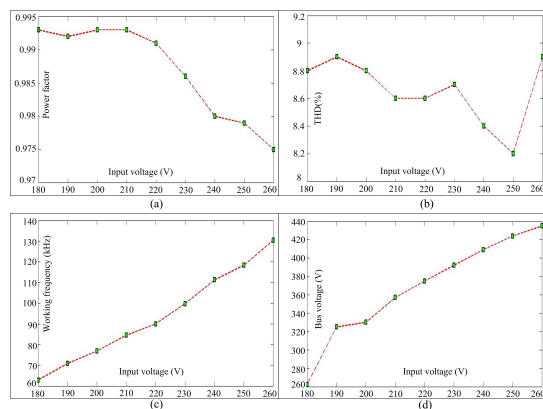 0.995
0.99
0.985
0.98
0.975
0.97
Power factor
Input voltage (V)
180 190 200 210 220 230 240 250 260
(a)
9.2
9
8.8
8.6
8.4
8.2
8
THD(%)
Input voltage (V)
180 190 200 210 220 230 240 250 260
(b)
140
130
120
110
100
90
80
70
60
Working frequency (kHz)
Input voltage (V)
180 190 200 210 220 230 240 250 260
(c)
440
420
400
380
360
340
320
300
280
260
Bus voltage (V)
Input voltage (V)
180 190 200 210 220 230 240 250 260
(d)